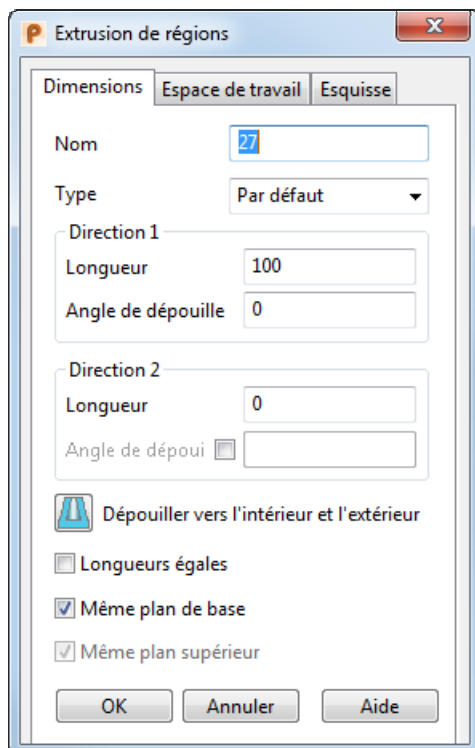 Extrusion de régions
Dimensions Espace de travail Esquisse
Nom 27
Type Par défaut
Direction 1
Longueur 100
Angle de dépouille 0
Direction 2
Longueur 0
Angle de dépoui
Dépouiller vers l'intérieur et l'extérieur
Longueurs égales
Même plan de base
Même plan supérieur
OK Annuler Aide